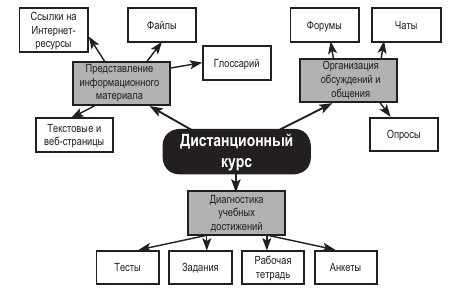 Ссылки на
Интернет-
ресурсы
Файлы
Форумы
Чаты
Представление
информационного
материала
Глоссарий
Организация
обсуждений и
общения
Текстовые и
веб-страницы
Дистанционный
курс
Опросы
Диагностика
учебных
достижений
Тесты
Задания
Рабочая
тетрадь
Анкеты